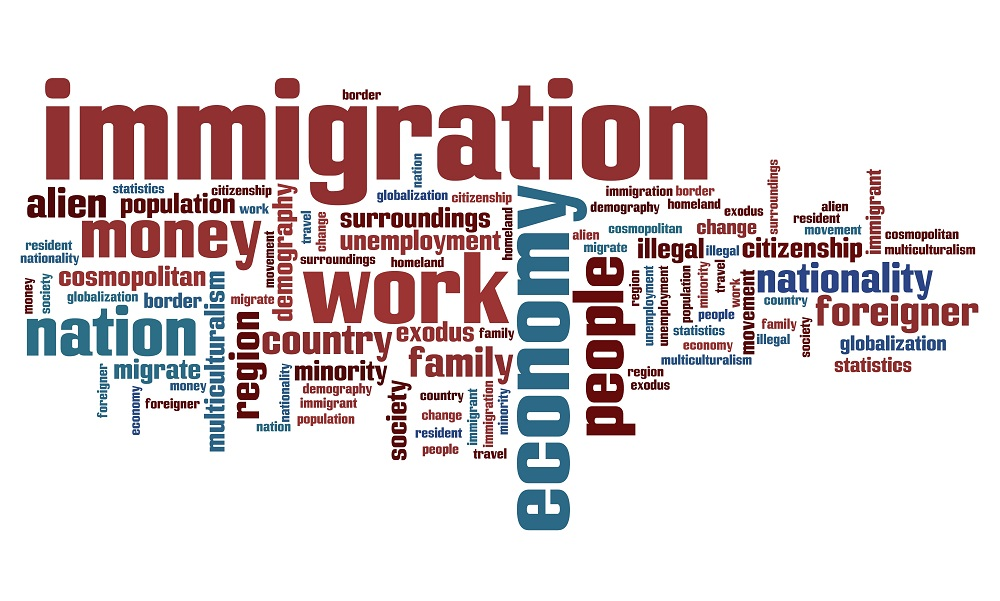 border
immigration
nation
statistics
citizenship
globalization
citizenship
immigration
border
alien
population
work
demography
travel
change
surroundings
homeland
economy
demography
homeland
exodus
surroundings
alien
resident
movement
immigrant
money
unemployment
surroundings
homeland
movement
resident
nationality
cosmopolitan
change
alien
migrate
illegal
illegal
citizenship
cosmopolitan
multiculturalism
money
society
cosmopolitan
globalization
border
multiculturalism
migrate
work
people
region
unemployment
unemployment
population
minority
travel
work
movement
nationality
country
foreigner
nation
region
country
exodus
family
people
statistics
economy
multiculturalism
family
illegal
society
globalization
statistics
migrate
money
foreigner
economy
foreigner
nationality
minority
family
region
exodus
demography
immigrant
population
nation
society
country
change
resident
people
immigrant
immigration
minority
travel